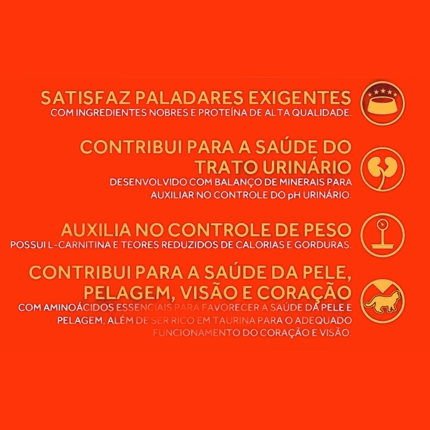 SATISFAZ PALADARES EXIGENTES
COM INGREDIENTES NOBRES E PROTEÍNA DE ALTA QUALIDADE.
CONTRIBUI PARA A SAÚDE DO
TRATO URINÁRIO
DESENVOLVIDO COM BALANÇO DE MINERAIS PARA
AUXILIAR NO CONTROLE DO pH URINÁRIO.
AUXILIA NO CONTROLE DE PESO
POSSUI L-CARNITINA E TEORES REDUZIDOS DE CALORIAS E GORDURAS.
CONTRIBUI PARA A SAÚDE DA PELE,
PELAGEM, VISÃO E CORAÇÃO
COM AMINOÁCIDOS ESSENCIAIS PARA FAVORECER A SAÚDE DA PELE E
PELAGEM. ALÉM DE SER RICO EM TAURINA PARA O ADEQUADO
FUNCIONAMENTO DO CORAÇÃO E VISÃO.